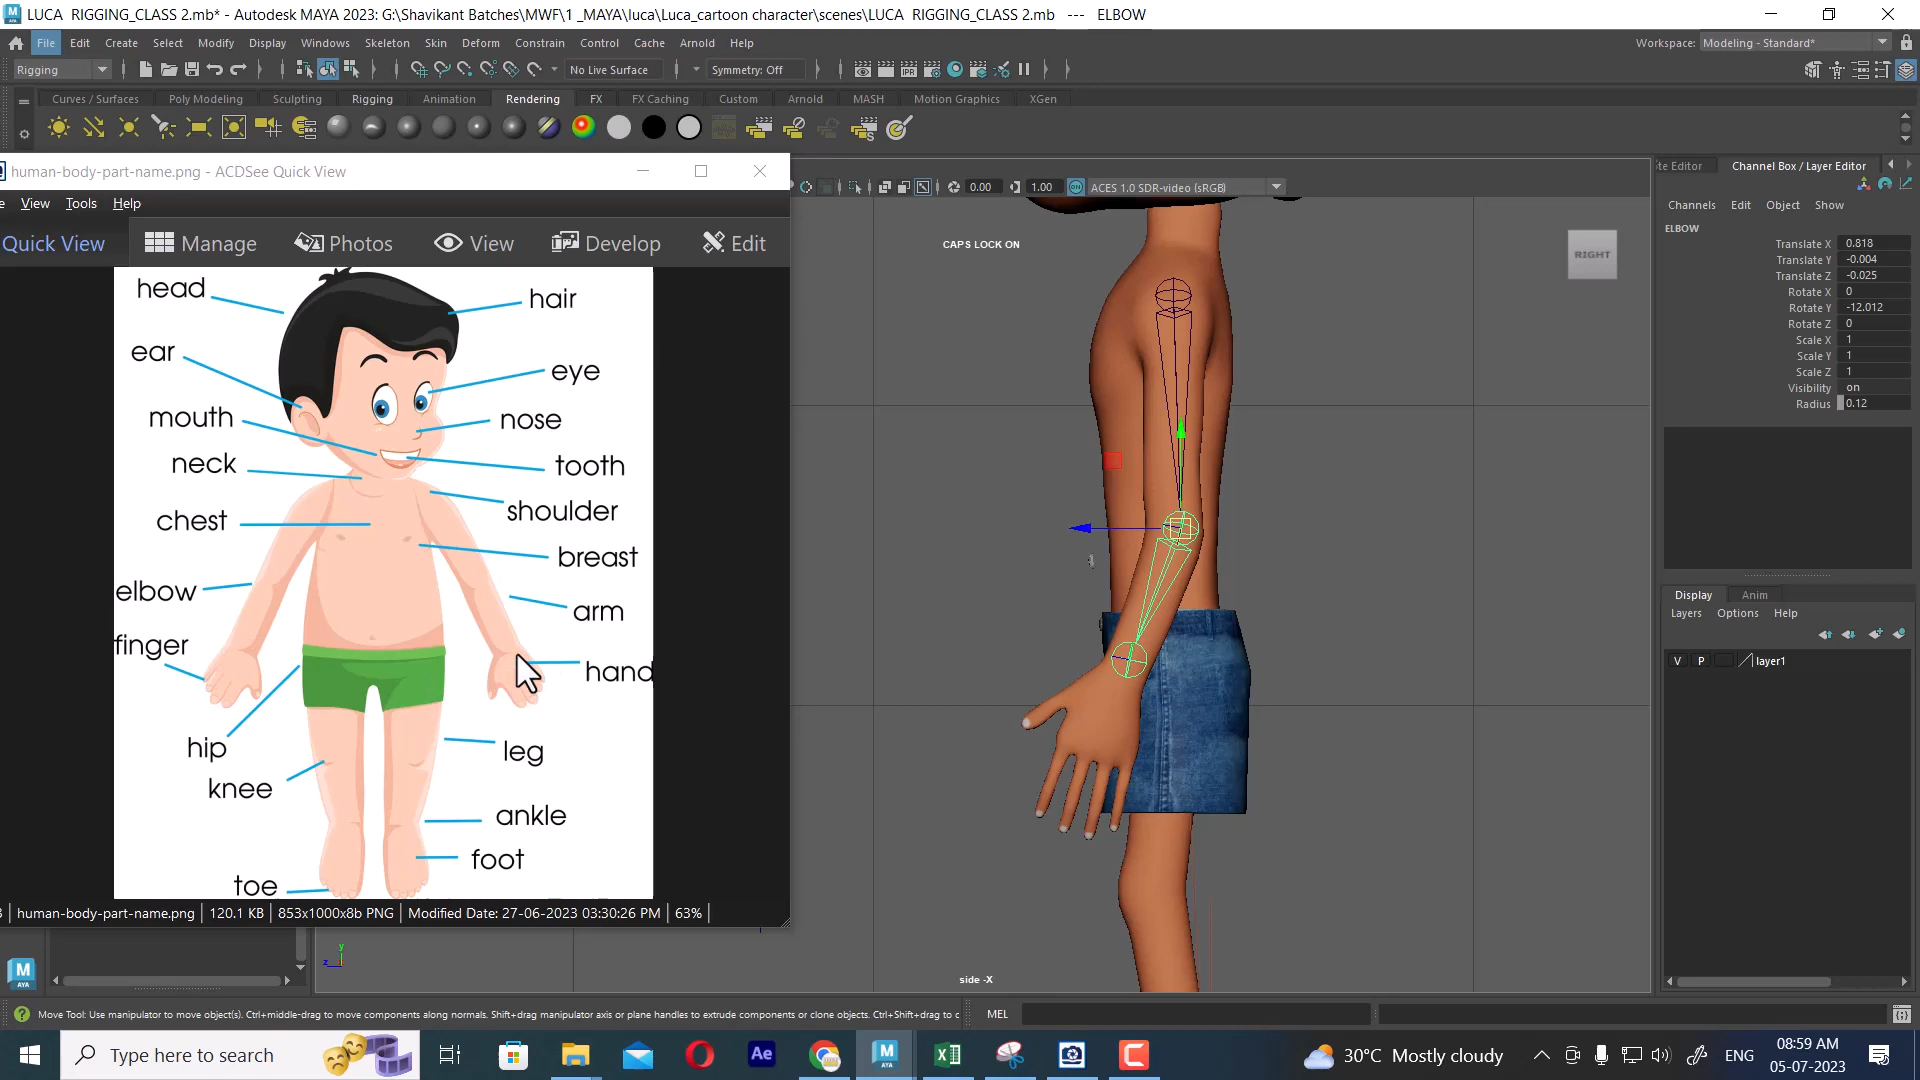 LUCA RIGGING_CLASS 2.mb* - Autodesk MAYA 2023: G:\Shavikant Batches\MWF\1 _MAYA\luca\Luca_cartoon character\scenes\LUCA RIGGING_CLASS 2.mb --- ELBOW
File Edit Create Select Modify Display Windows Skeleton Skin Deform Constrain Control Cache Arnold Help
Workspace: Modeling - Standard*
Rigging
No Live Surface
Symmetry: Off
IPR
Curves / Surfaces Poly Modeling Sculpting Rigging Animation Rendering FX FX Caching Custom Arnold MASH Motion Graphics XGen
human-body-part-name.png - ACDSee Quick View
e View Tools Help
Quick View Manage Photos View Develop Edit
0.00
1.00
ACES 1.0 SDR-video (sRGB)
CAPS LOCK ON
RIGHT
head
hair
ear
eye
mouth
nose
neck
tooth
shoulder
chest
breast
elbow
arm
finger
hand
hip
leg
knee
ankle
foot
toe
human-body-part-name.png 120.1 KB 853x1000x8b PNG Modified Date: 27-06-2023 03:30:26 PM 63%
side -X
y
z
te Editor Channel Box / Layer Editor
Channels Edit Object Show
ELBOW
Translate X 0.818
Translate Y -0.004
Translate Z -0.025
Rotate X 0
Rotate Y -12.012
Rotate Z 0
Scale X 1
Scale Y 1
Scale Z 1
Visibility on
Radius 0.12
Display Anim
Layers Options Help
V P layer1
M
AYA
Move Tool: Use manipulator to move object(s). Ctrl+middle-drag to move components along normals. Shift+drag manipulator axis or plane handles to extrude components or clone objects. Ctrl+Shift+drag to c
MEL
Type here to search
Ae
30°C Mostly cloudy
ENG
08:59 AM
05-07-2023